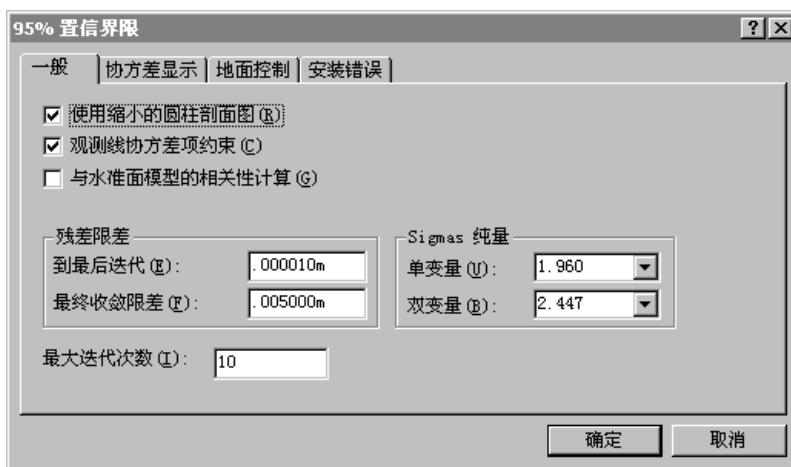 95% 置信界限
一般 协方差显示 地面控制 安装错误
使用缩小的圆柱剖面图(R)
观测线协方差项约束(C)
与水准面模型的相关性计算(G)
残差限差
到最后迭代(E): .000010m
最终收敛限差(F): .005000m
Sigmas 纯量
单变量(U): 1.960
双变量(B): 2.447
最大迭代次数(I): 10
确定 取消